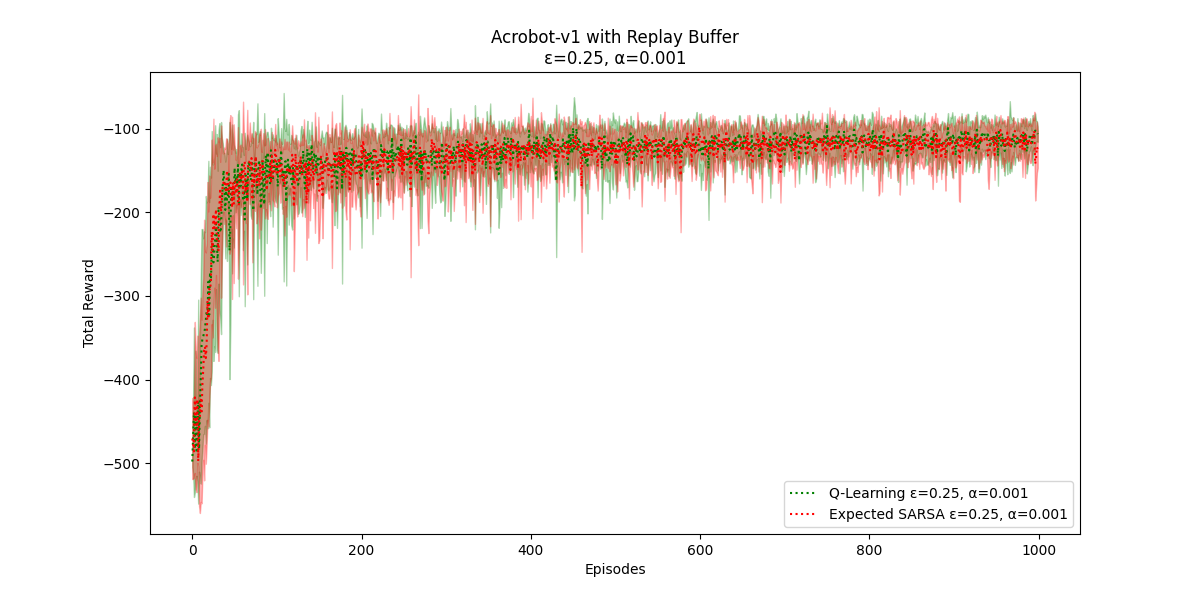 Acrobot-v1 with Replay Buffer
ε=0.25, α=0.001
Total Reward
−100
−200
−300
−400
−500
0
200
400
600
800
1000
Episodes
Q-Learning ε=0.25, α=0.001
Expected SARSA ε=0.25, α=0.001